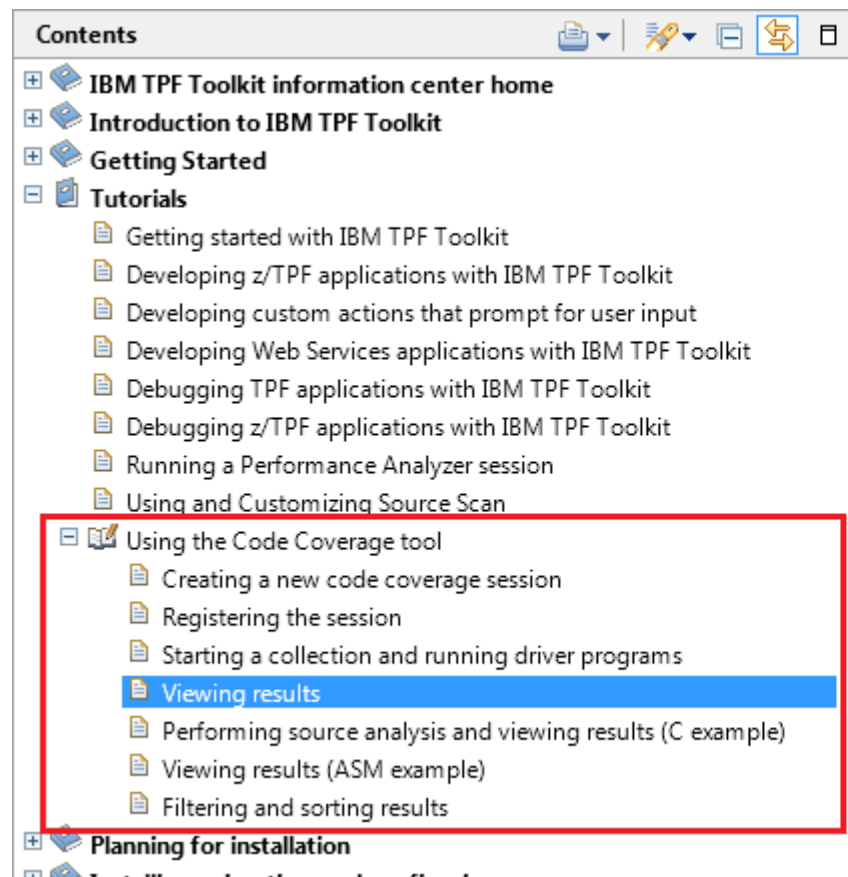 Contents
IBM TPF Toolkit information center home
Introduction to IBM TPF Toolkit
Getting Started
Tutorials
Getting started with IBM TPF Toolkit
Developing z/TPF applications with IBM TPF Toolkit
Developing custom actions that prompt for user input
Developing Web Services applications with IBM TPF Toolkit
Debugging TPF applications with IBM TPF Toolkit
Debugging z/TPF applications with IBM TPF Toolkit
Running a Performance Analyzer session
Using and Customizing Source Scan
Using the Code Coverage tool
Creating a new code coverage session
Registering the session
Starting a collection and running driver programs
Viewing results
Performing source analysis and viewing results (C example)
Viewing results (ASM example)
Filtering and sorting results
Planning for installation